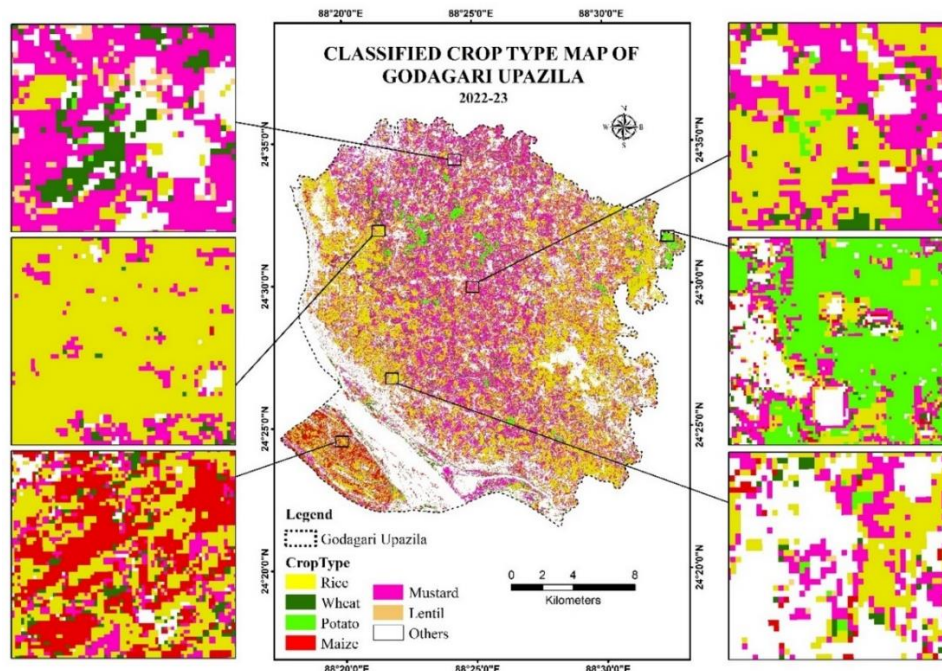 88°20'0"E 88°25'0"E 88°30'0"E
CLASSIFIED CROP TYPE MAP OF
GODAGARI UPAZILA
2022-23
N
W E
S
24°35'0"N 24°35'0"N
24°30'0"N 24°30'0"N
24°25'0"N 24°25'0"N
24°20'0"N 24°20'0"N
Legend
Godagari Upazila
CropType
Rice
Wheat
Potato
Maize
Mustard
Lentil
Others
0 2 4 8
Kilometers
88°20'0"E 88°25'0"E 88°30'0"E